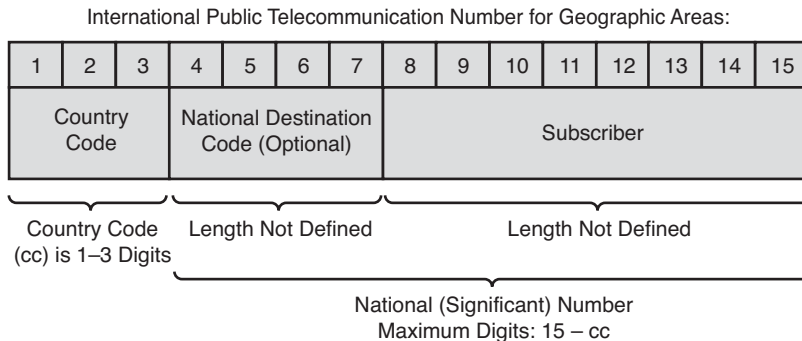 International Public Telecommunication Number for Geographic Areas:
1 2 3 4 5 6 7 8 9 10 11 12 13 14 15
Country
Code
National Destination
Code (Optional)
Subscriber
Country Code
(cc) is 1–3 Digits
Length Not Defined
Length Not Defined
National (Significant) Number
Maximum Digits: 15 – cc